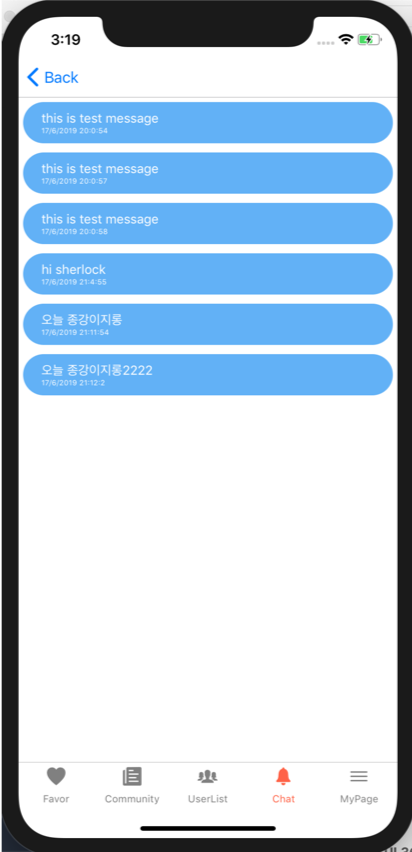 3:19
Back
this is test message
17/6/2019 20:0:54
this is test message
17/6/2019 20:0:57
this is test message
17/6/2019 20:0:58
hi sherlock
17/6/2019 21:4:55
오늘 종강이지롱
17/6/2019 21:11:54
오늘 종강이지롱2222
17/6/2019 21:12:2
Favor Community UserList Chat MyPage